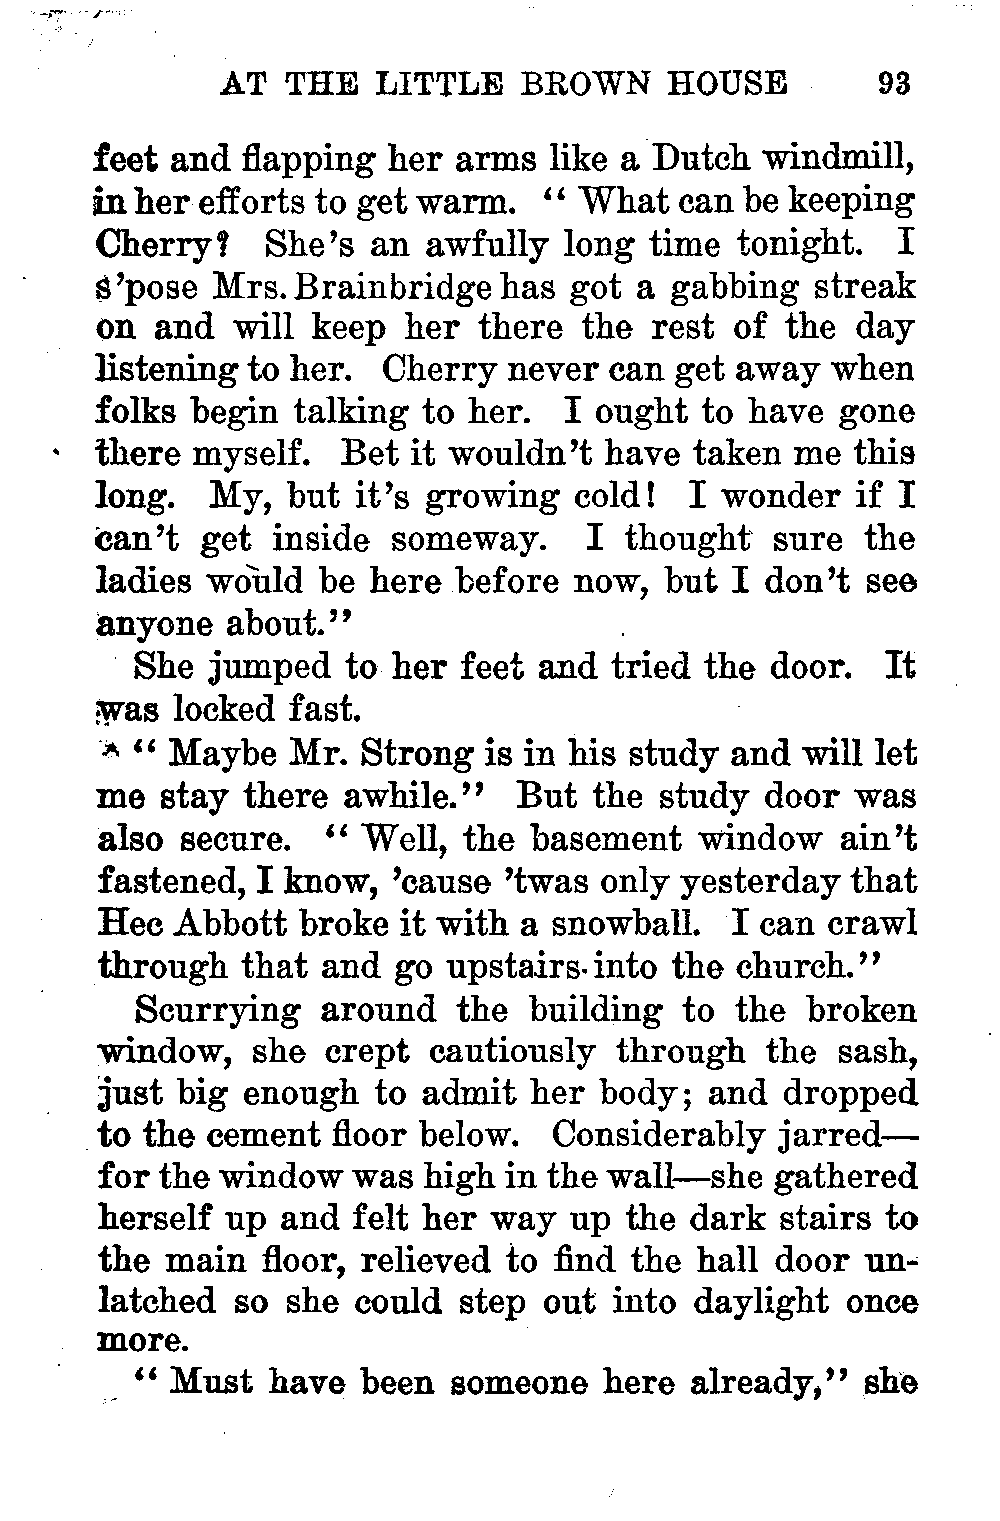 AT THE LITTLE BROWN HOUSE 93
feet and flapping her arms like a Dutch windmill,
in her efforts to get warm. “ What can be keeping
Cherry? She’s an awfully long time tonight. I
s’pose Mrs. Brainbridge has got a gabbing streak
on and will keep her there the rest of the day
listening to her. Cherry never can get away when
folks begin talking to her. I ought to have gone
there myself. Bet it wouldn’t have taken me this
long. My, but it’s growing cold! I wonder if I
can’t get inside someway. I thought sure the
ladies would be here before now, but I don’t see
anyone about.”
She jumped to her feet and tried the door. It
was locked fast.
“ Maybe Mr. Strong is in his study and will let
me stay there awhile.” But the study door was
also secure. “ Well, the basement window ain’t
fastened, I know, ’cause ’twas only yesterday that
Hec Abbott broke it with a snowball. I can crawl
through that and go upstairs into the church.”
Scurrying around the building to the broken
window, she crept cautiously through the sash,
just big enough to admit her body; and dropped
to the cement floor below. Considerably jarred—
for the window was high in the wall—she gathered
herself up and felt her way up the dark stairs to
the main floor, relieved to find the hall door un-
latched so she could step out into daylight once
more.
“ Must have been someone here already,” she